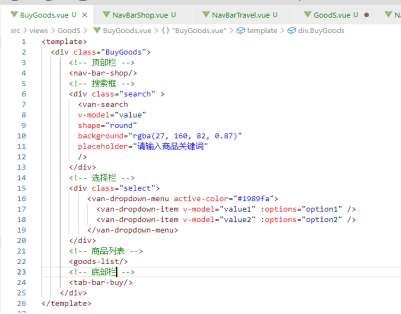 BuyGoods.vue U × NavBarShop.vue U NavBarTravel.vue U GoodS.vue U ● Na
src > views > GoodS > BuyGoods.vue > {} "BuyGoods.vue" > template > div.BuyGoods
1 <template>
2 <div class="BuyGoods">
3 <!-- 顶部栏 -->
4 <nav-bar-shop/>
5 <!-- 搜索框 -->
6 <div class="search" >
7 <van-search
8 v-model="value"
9 shape="round"
10 background="rgba(27, 160, 82, 0.87)"
11 placeholder="请输入商品关键词"
12 />
13 </div>
14 <!-- 选择栏 -->
15 <div class="select">
16 <van-dropdown-menu active-color="#1989fa">
17 <van-dropdown-item v-model="value1" :options="option1" />
18 <van-dropdown-item v-model="value2" :options="option2" />
19 </van-dropdown-menu>
20 </div>
21 <!-- 商品列表 -->
22 <goods-list/>
23 <!-- 底部栏 -->
24 <tab-bar-buy/>
25 </div>
26 </template>